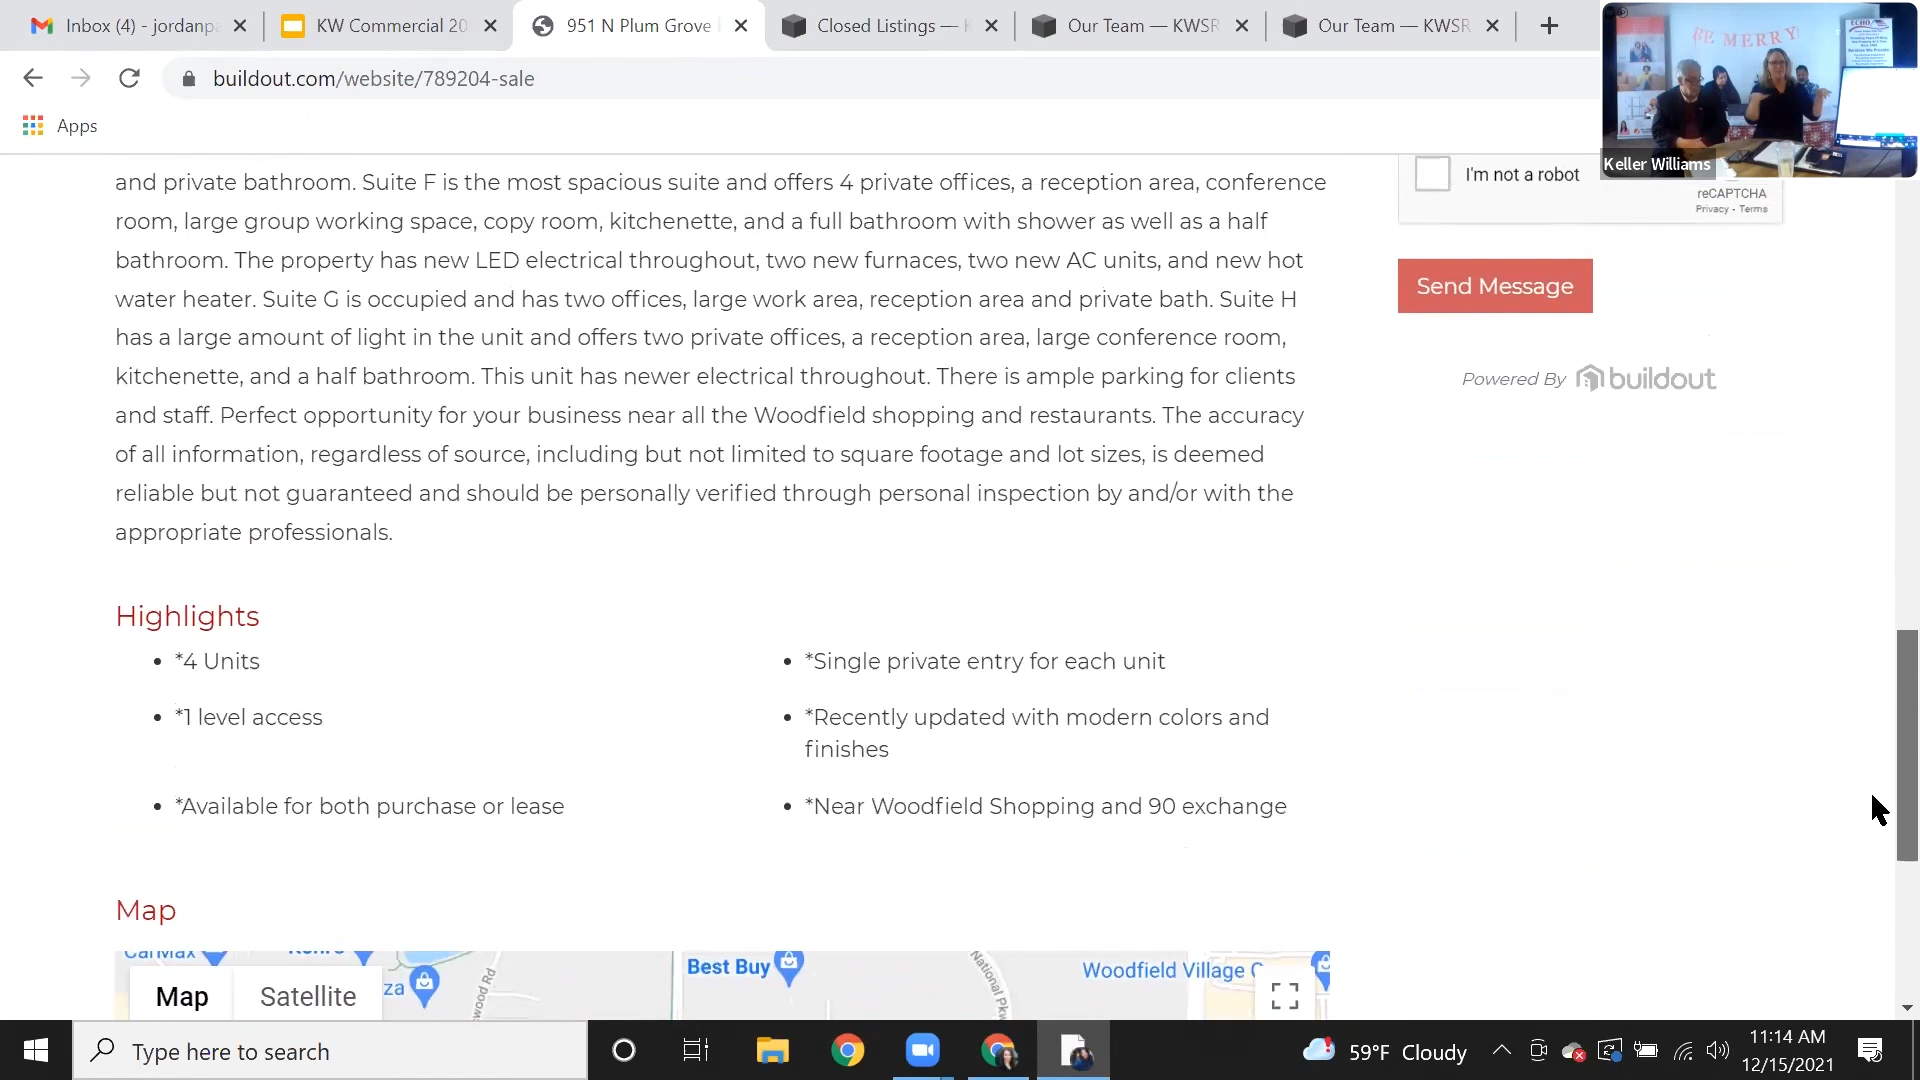 Inbox (4) - jordanpa
KW Commercial 20
951 N Plum Grove
Closed Listings — K
Our Team — KWSR
Our Team — KWSR
buildout.com/website/789204-sale
Apps
BE MERRY
ECHO
Keller Williams
and private bathroom. Suite F is the most spacious suite and offers 4 private offices, a reception area, conference
room, large group working space, copy room, kitchenette, and a full bathroom with shower as well as a half
bathroom. The property has new LED electrical throughout, two new furnaces, two new AC units, and new hot
water heater. Suite G is occupied and has two offices, large work area, reception area and private bath. Suite H
has a large amount of light in the unit and offers two private offices, a reception area, large conference room,
kitchenette, and a half bathroom. This unit has newer electrical throughout. There is ample parking for clients
and staff. Perfect opportunity for your business near all the Woodfield shopping and restaurants. The accuracy
of all information, regardless of source, including but not limited to square footage and lot sizes, is deemed
reliable but not guaranteed and should be personally verified through personal inspection by and/or with the
appropriate professionals.
I'm not a robot
reCAPTCHA
Privacy - Terms
Send Message
Powered By buildout
Highlights
• *4 Units
• *Single private entry for each unit
• *1 level access
• *Recently updated with modern colors and
finishes
• *Available for both purchase or lease
• *Near Woodfield Shopping and 90 exchange
Map
CarMax
Best Buy
National Pkw
Woodfield Village
Map
Satellite
za
wood Rd
Type here to search
59°F Cloudy
11:14 AM
12/15/2021